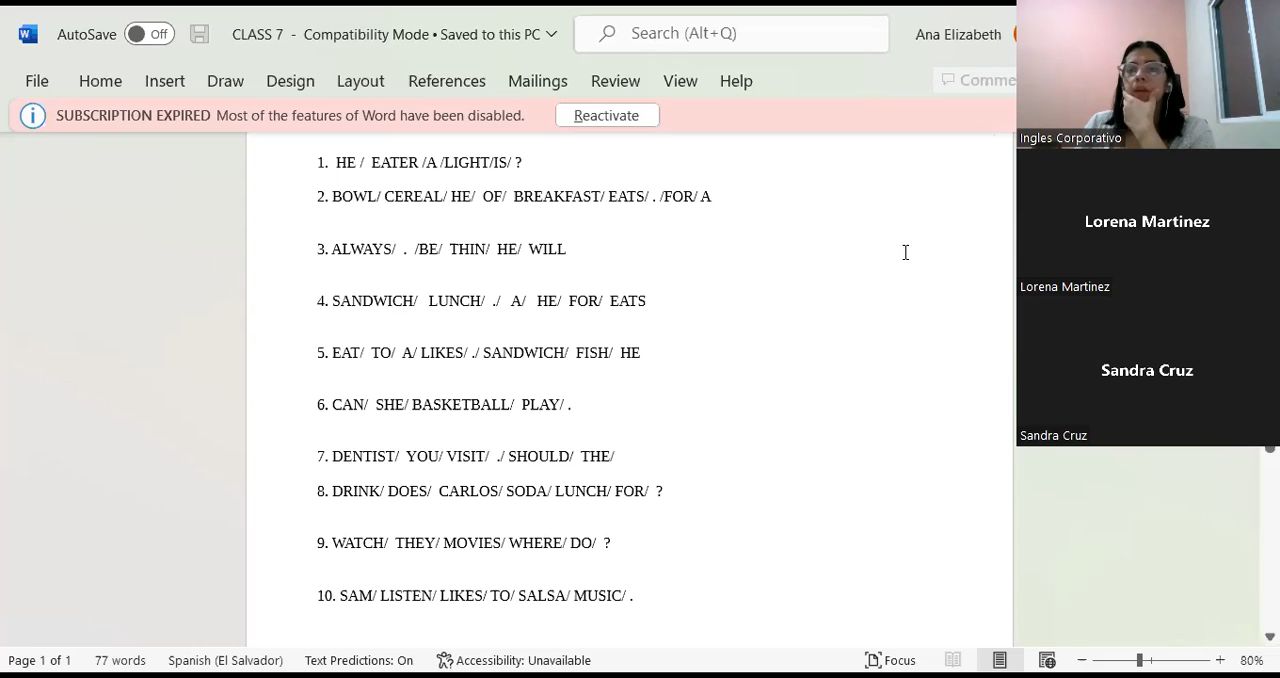 AutoSave Off CLASS 7 - Compatibility Mode • Saved to this PC Search (Alt+Q) Ana Elizabeth
File Home Insert Draw Design Layout References Mailings Review View Help Comme
SUBSCRIPTION EXPIRED Most of the features of Word have been disabled. Reactivate
1. HE / EATER /A /LIGHT/IS/ ?
2. BOWL/ CEREAL/ HE/ OF/ BREAKFAST/ EATS/ . /FOR/ A
3. ALWAYS/ . /BE/ THIN/ HE/ WILL
4. SANDWICH/ LUNCH/ ./ A/ HE/ FOR/ EATS
5. EAT/ TO/ A/ LIKES/ ./ SANDWICH/ FISH/ HE
6. CAN/ SHE/ BASKETBALL/ PLAY/ .
7. DENTIST/ YOU/ VISIT/ ./ SHOULD/ THE/
8. DRINK/ DOES/ CARLOS/ SODA/ LUNCH/ FOR/ ?
9. WATCH/ THEY/ MOVIES/ WHERE/ DO/ ?
10. SAM/ LISTEN/ LIKES/ TO/ SALSA/ MUSIC/ .
Ingles Corporativo
Lorena Martinez
Lorena Martinez
Sandra Cruz
Sandra Cruz
Page 1 of 1 77 words Spanish (El Salvador) Text Predictions: On Accessibility: Unavailable Focus 80%